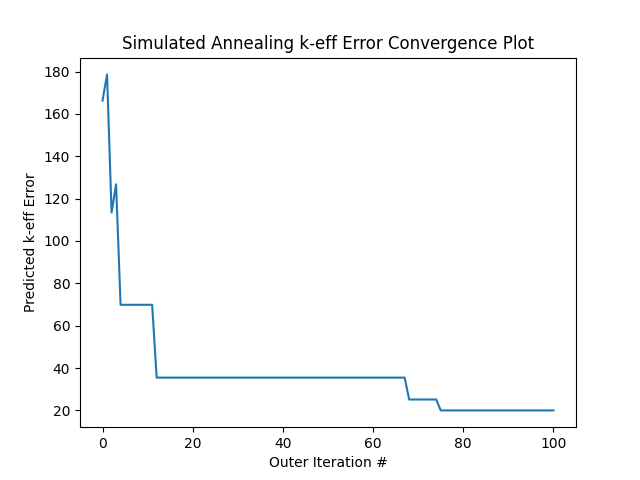 Simulated Annealing k-eff Error Convergence Plot
180
160
140
120
100
80
60
40
20
Predicted k-eff Error
0 20 40 60 80 100
Outer Iteration #